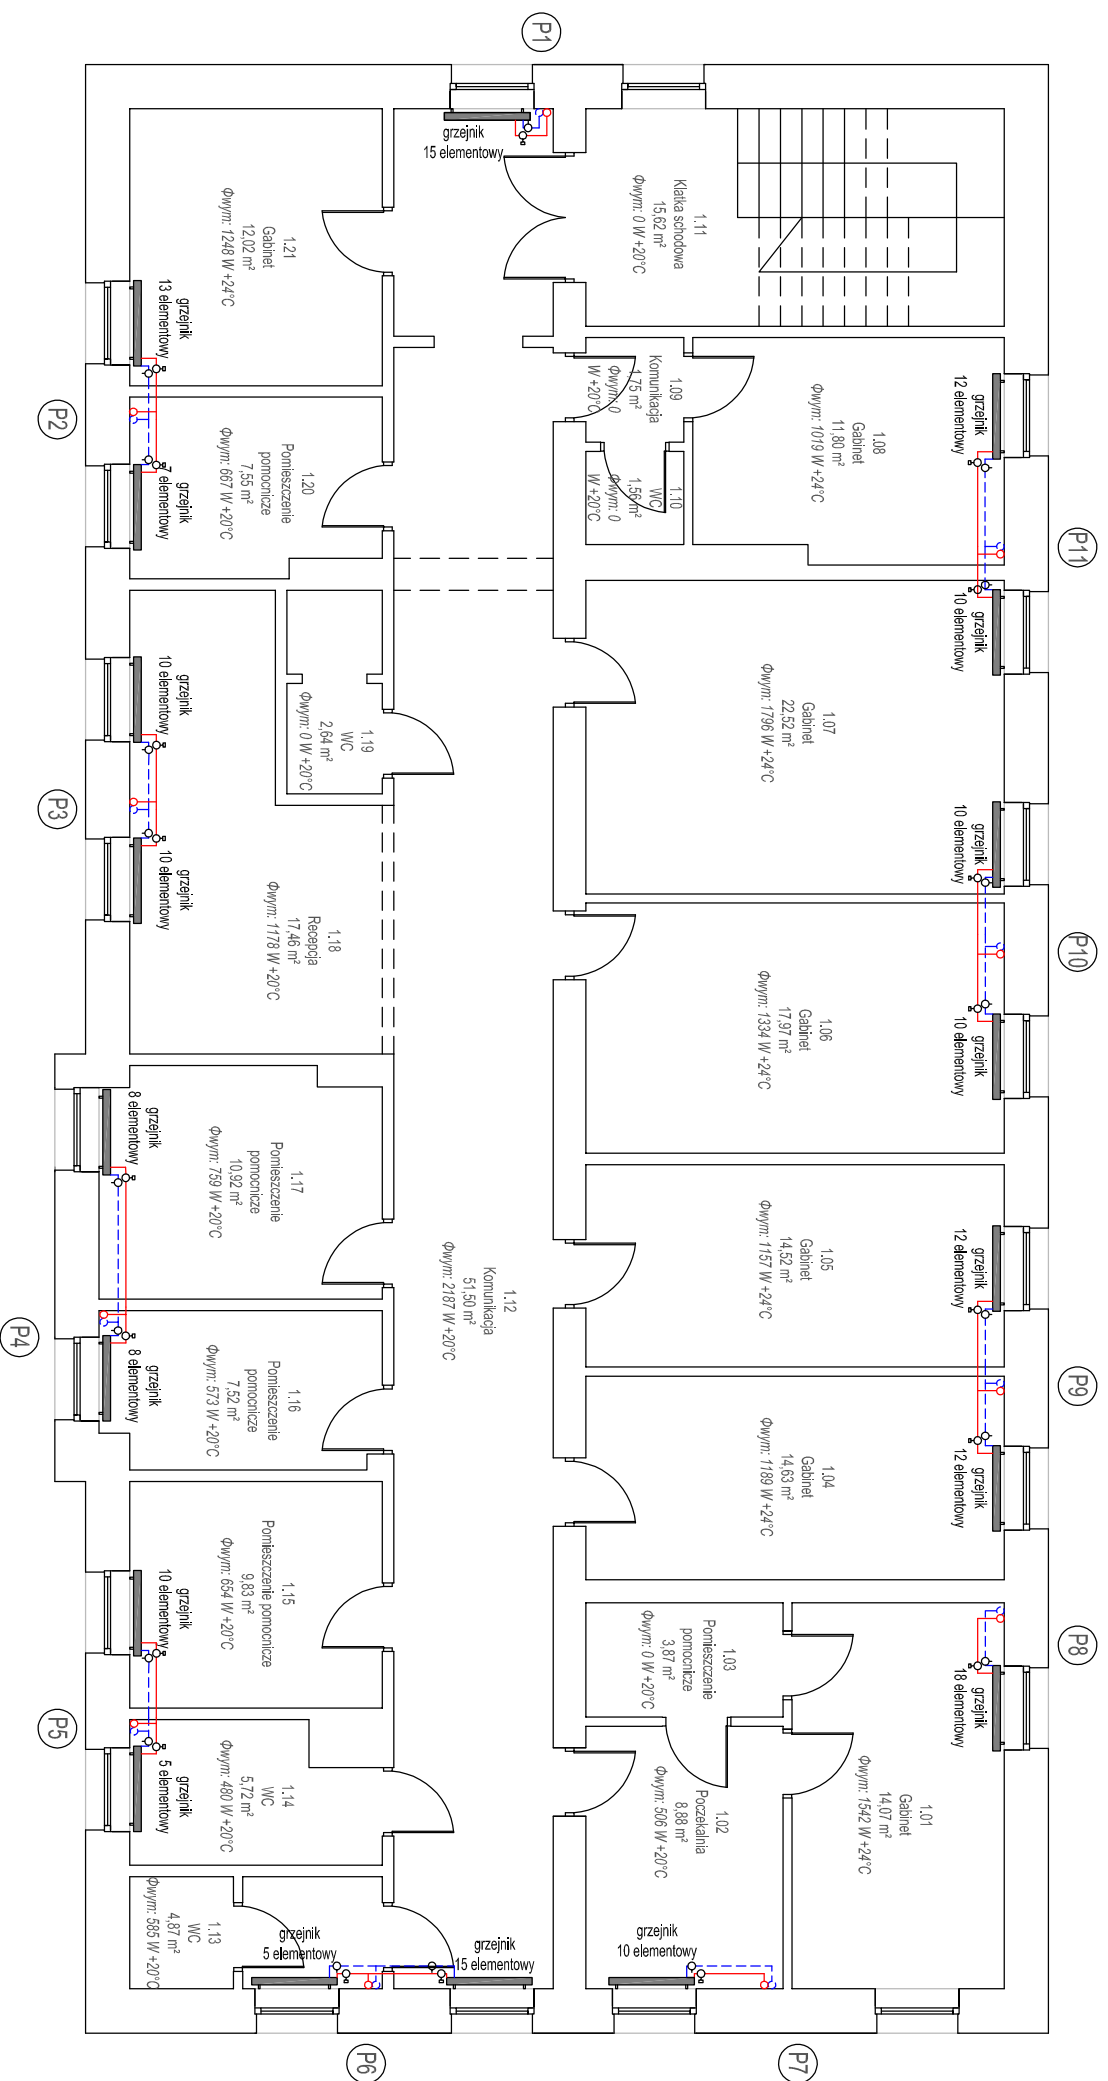 P1
grzejnik
15 elementowy
1.11
Klatka schodowa
15,62 m²
Φwym: 0 W +20°C
1.21
Gabinet
12,02 m²
Φwym: 1248 W +24°C
grzejnik
13 elementowy
P2
1.20
Pomieszczenie
pomocnicze
7,55 m²
Φwym: 667 W +20°C
grzejnik
7 elementowy
1.09
Komunikacja
1,75 m²
Φwym: 0
W +20°C
1.10
WC
1,56 m²
Φwym: 0
W +20°C
1.08
Gabinet
11,80 m²
Φwym: 1019 W +24°C
grzejnik
12 elementowy
P11
grzejnik
10 elementowy
1.07
Gabinet
22,52 m²
Φwym: 1796 W +24°C
grzejnik
10 elementowy
1.19
WC
2,64 m²
Φwym: 0 W +20°C
grzejnik
10 elementowy
P3
grzejnik
10 elementowy
1.18
Recepcja
17,46 m²
Φwym: 1178 W +20°C
P10
1.06
Gabinet
17,97 m²
Φwym: 1334 W +24°C
grzejnik
10 elementowy
grzejnik
8 elementowy
1.17
Pomieszczenie
pomocnicze
10,92 m²
Φwym: 759 W +20°C
1.12
Komunikacja
51,50 m²
Φwym: 2187 W +20°C
1.05
Gabinet
14,52 m²
Φwym: 1157 W +24°C
grzejnik
12 elementowy
P4
grzejnik
8 elementowy
1.16
Pomieszczenie
pomocnicze
7,52 m²
Φwym: 573 W +20°C
P9
1.04
Gabinet
14,63 m²
Φwym: 1189 W +24°C
grzejnik
12 elementowy
1.15
Pomieszczenie pomocnicze
9,83 m²
Φwym: 654 W +20°C
grzejnik
10 elementowy
P5
grzejnik
5 elementowy
1.14
WC
5,72 m²
Φwym: 480 W +20°C
1.03
Pomieszczenie
pomocnicze
3,87 m²
Φwym: 0 W +20°C
P8
grzejnik
18 elementowy
1.02
Poczekalnia
8,88 m²
Φwym: 506 W +20°C
1.01
Gabinet
14,07 m²
Φwym: 1542 W +24°C
1.13
WC
4,87 m²
Φwym: 585 W +20°C
grzejnik
5 elementowy
grzejnik
15 elementowy
grzejnik
10 elementowy
P6
P7